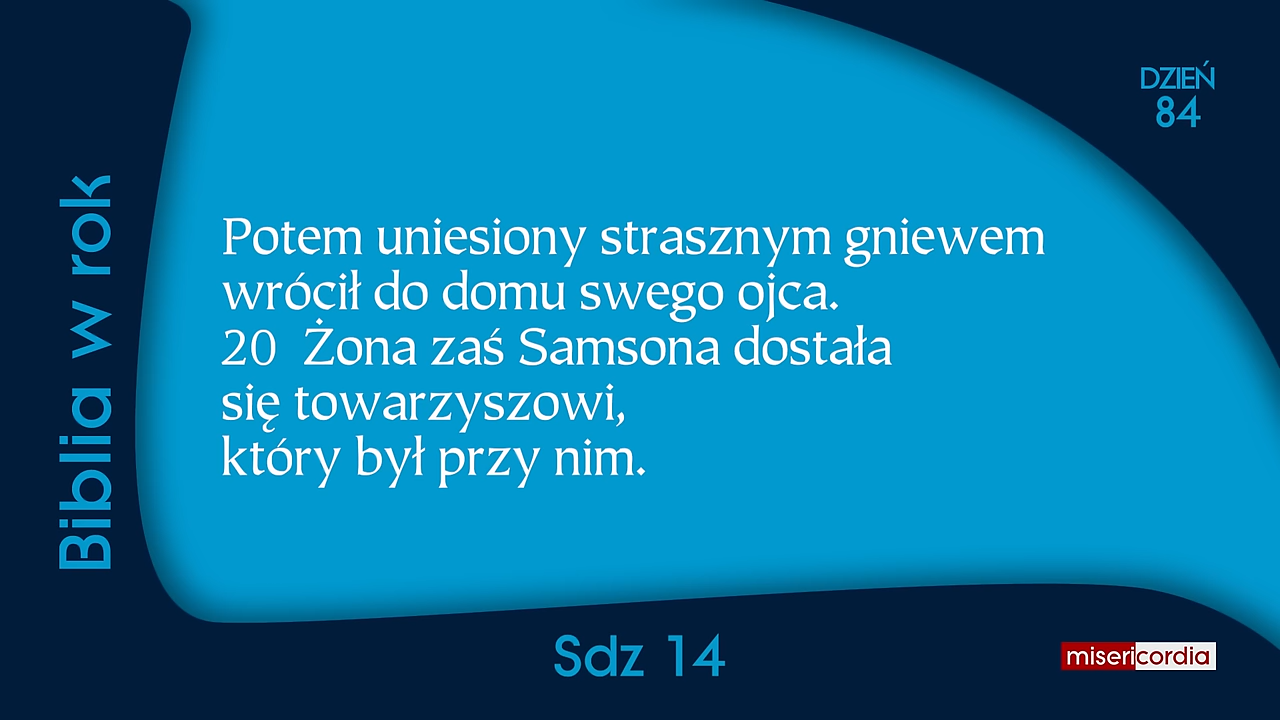 DZIEŃ
84
Biblia w rok
Potem uniesiony strasznym gniewem
wrócił do domu swego ojca.
20 Żona zaś Samsona dostała
się towarzyszowi,
który był przy nim.
Sdz 14
misericordia